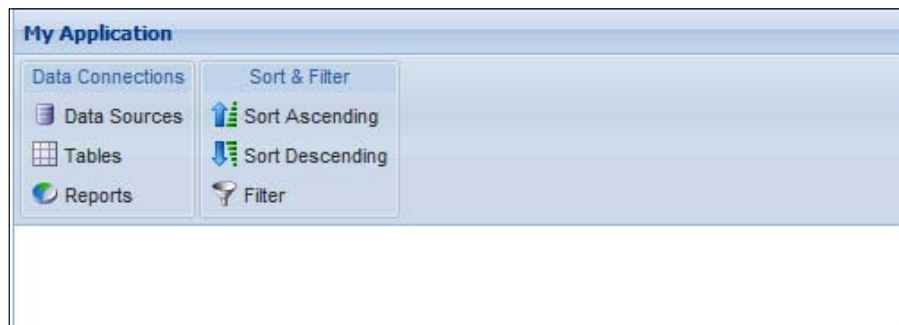 My Application
Data Connections
Data Sources
Tables
Reports
Sort & Filter
Sort Ascending
Sort Descending
Filter